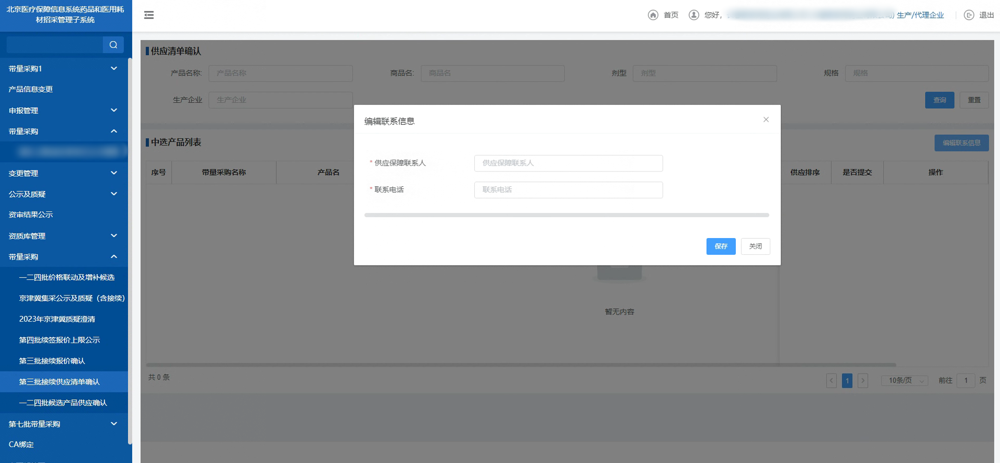 北京医疗保障信息系统药品和医用耗
材招采管理子系统
首页
您好，
生产/代理企业
退出
带量采购1
产品信息变更
申报管理
带量采购
变更管理
公示及质疑
资审结果公示
资质库管理
带量采购
一二四批价格联动及增补候选
京津冀集采公示及质疑（含接续）
2023年京津冀质疑澄清
第四批续签报价上限公示
第三批接续报价确认
第三批接续供应清单确认
一二四批候选产品供应确认
第七批带量采购
CA绑定
供应清单确认
产品名称: 产品名称 商品名: 商品名 剂型 剂型 规格 规格
生产企业 生产企业 查询 重置
中选产品列表 编辑联系信息
序号 带量采购名称 产品名 供应排序 是否提交 操作
编辑联系信息
* 供应保障联系人 供应保障联系人
* 联系电话 联系电话
保存 关闭
暂无内容
共 0 条 1 10条/页 前往 1 页